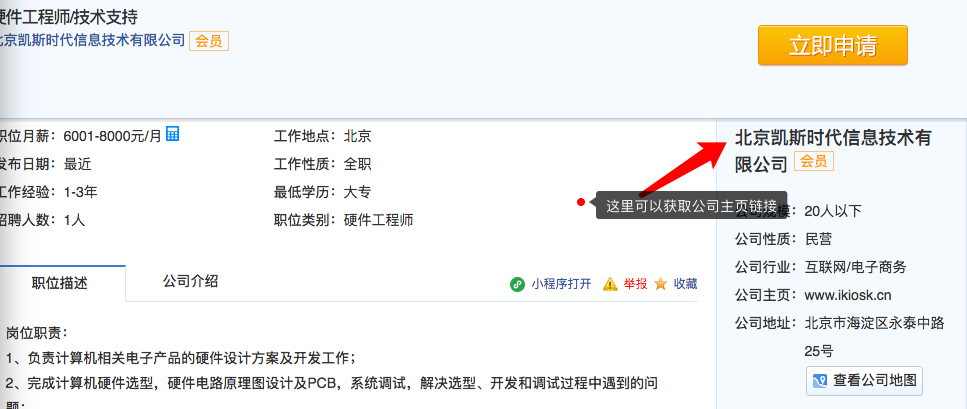 硬件工程师/技术支持
北京凯斯时代信息技术有限公司 会员
立即申请
职位月薪：6001-8000元/月
工作地点：北京
发布日期：最近
工作性质：全职
工作经验：1-3年
最低学历：大专
招聘人数：1人
职位类别：硬件工程师
这里可以获取公司主页链接
北京凯斯时代信息技术有
限公司 会员
公司规模：20人以下
公司性质：民营
公司行业：互联网/电子商务
公司主页：www.ikiosk.cn
公司地址：北京市海淀区永泰中路
25号
查看公司地图
职位描述
公司介绍
小程序打开 举报 收藏
岗位职责：
1、负责计算机相关电子产品的硬件设计方案及开发工作；
2、完成计算机硬件选型，硬件电路原理图设计及PCB，系统调试，解决选型、开发和调试过程中遇到的问
题；